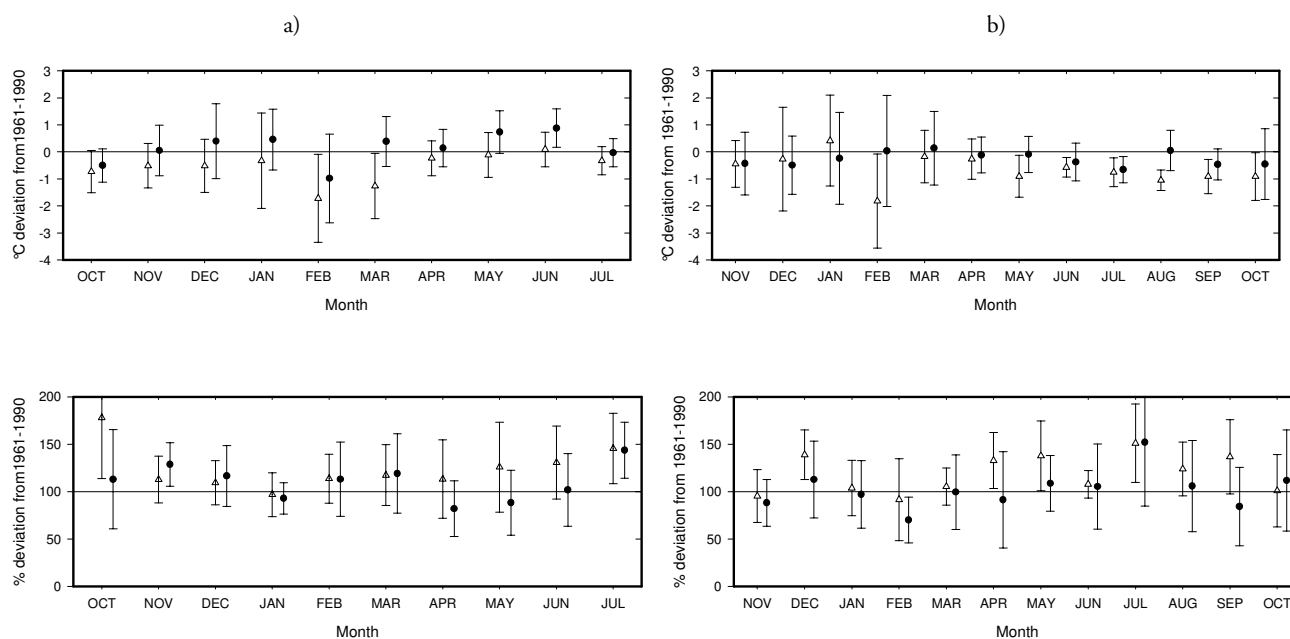 a)
°C deviation from1961-1990
3
2
1
0
-1
-2
-3
-4
OCT NOV DEC JAN FEB MAR APR MAY JUN JUL
Month
b)
°C deviation from 1961-1990
3
2
1
0
-1
-2
-3
-4
NOV DEC JAN FEB MAR APR MAY JUN JUL AUG SEP OCT
Month
% deviation from1961-1990
200
150
100
50
0
OCT NOV DEC JAN FEB MAR APR MAY JUN JUL
Month
% deviation from 1961-1990
200
150
100
50
0
NOV DEC JAN FEB MAR APR MAY JUN JUL AUG SEP OCT
Month